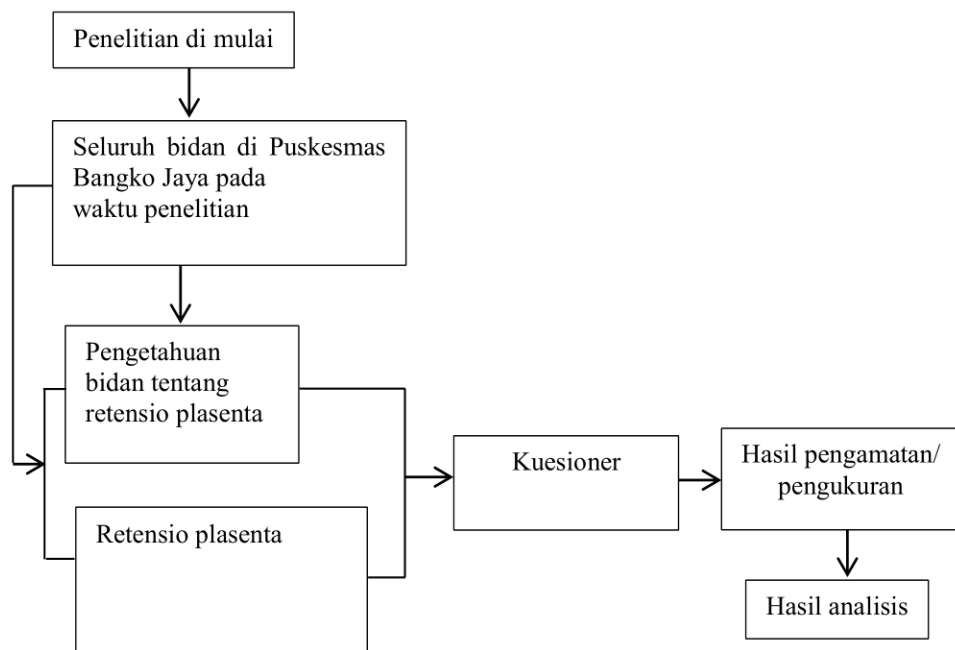 Penelitian di mulai
Seluruh bidan di Puskesmas
Bangko Jaya pada
waktu penelitian
Pengetahuan
bidan tentang
retensio plasenta
Retensio plasenta
Kuesioner
Hasil pengamatan/
pengukuran
Hasil analisis